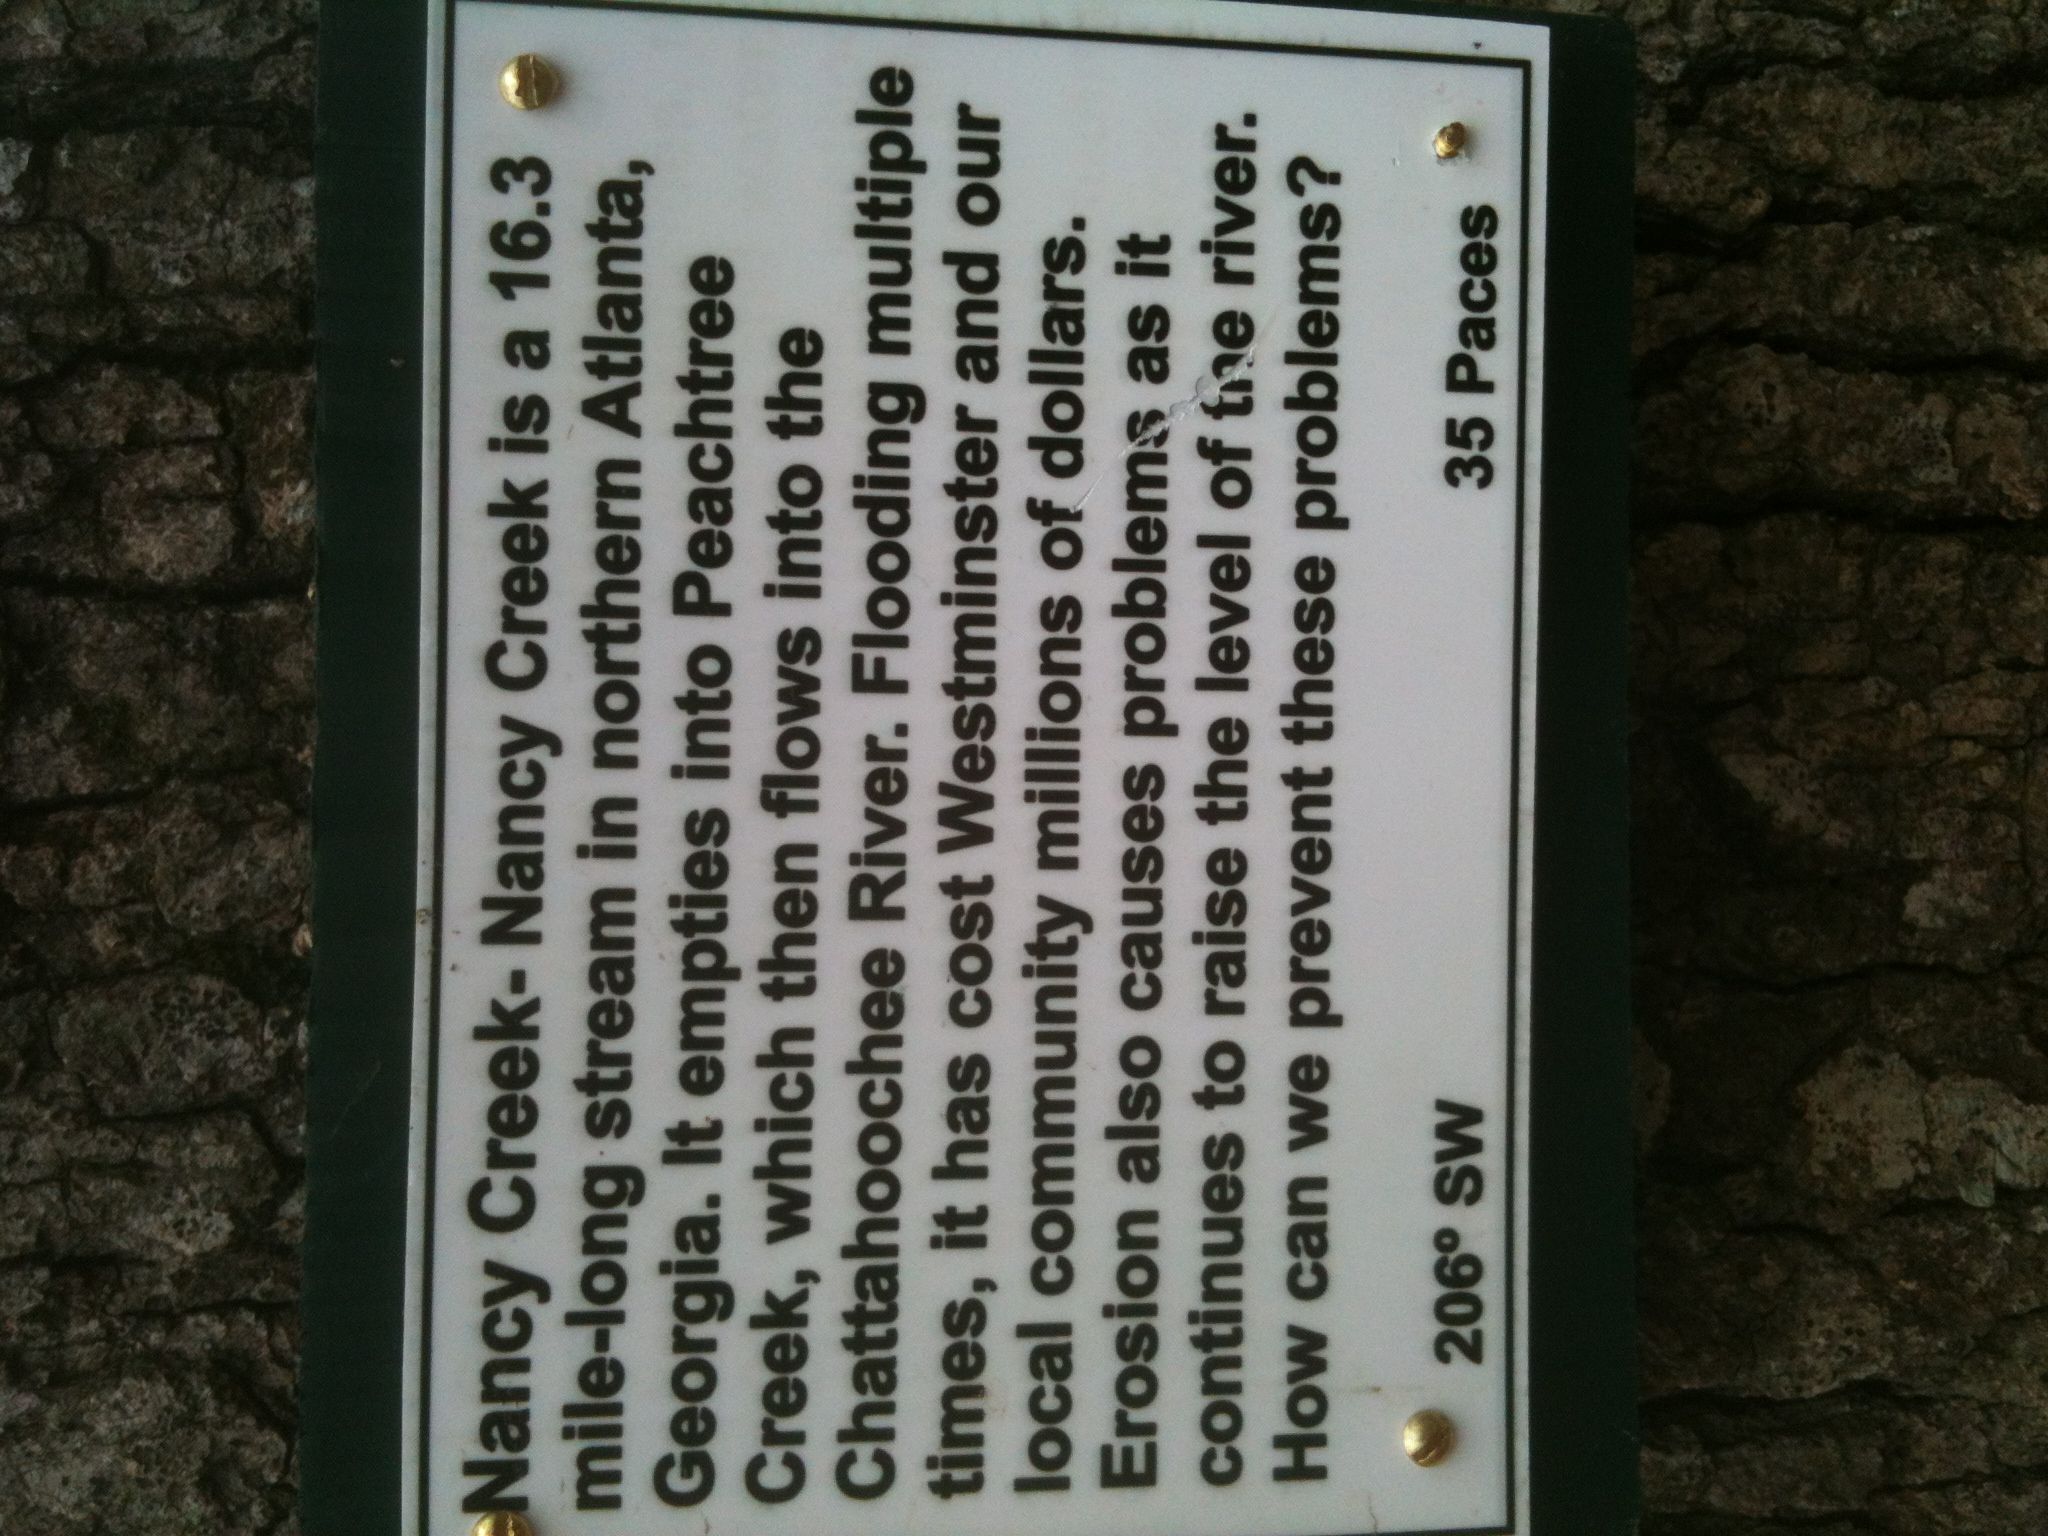 Nancy Creek- Nancy Creek is a 16.3
mile-long stream in northern Atlanta,
Georgia. It empties into Peachtree
Creek, which then flows into the
Chattahoochee River. Flooding multiple
times, it has cost Westminster and our
local community millions of dollars.
Erosion also causes problems as it
continues to raise the level of the river.
How can we prevent these problems?
206º SW 35 Paces